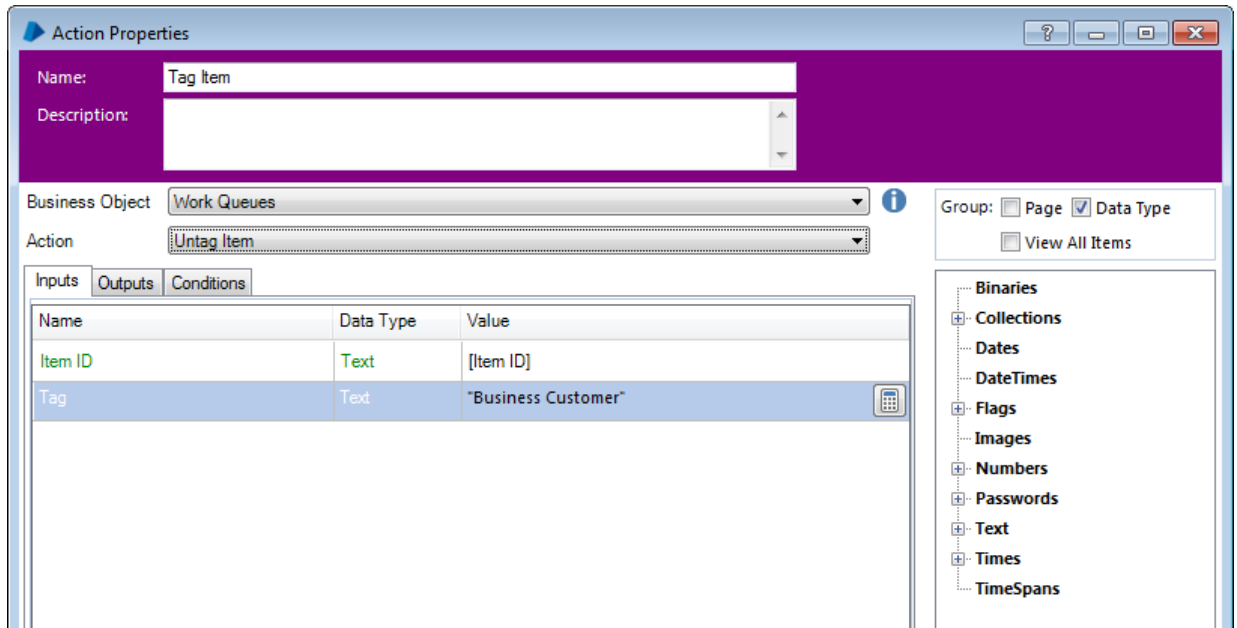 Action Properties
Name: Tag Item
Description:
Business Object Work Queues
Action Untag Item
Group: Page Data Type
View All Items
Inputs Outputs Conditions
Name Data Type Value
Item ID Text [Item ID]
Tag Text "Business Customer"
Binaries
Collections
Dates
DateTimes
Flags
Images
Numbers
Passwords
Text
Times
TimeSpans